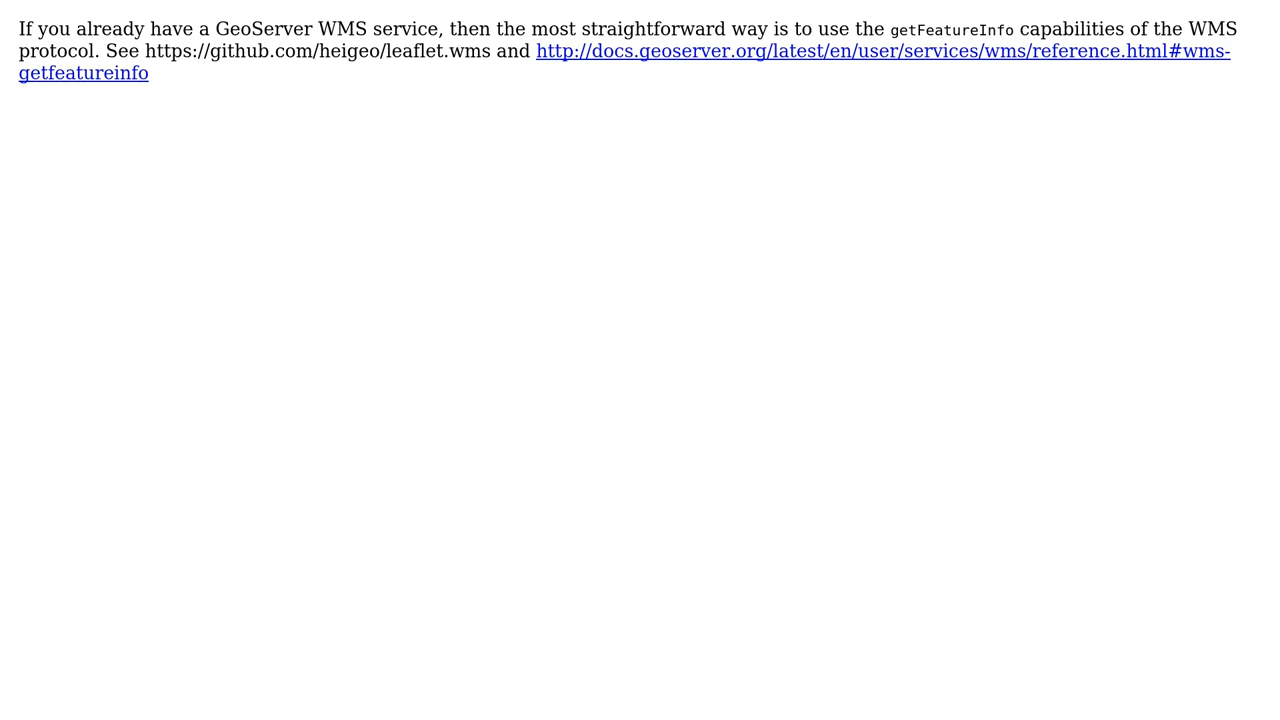 If you already have a GeoServer WMS service, then the most straightforward way is to use the getFeatureInfo capabilities of the WMS
protocol. See https://github.com/heigeo/leaflet.wms and http://docs.geoserver.org/latest/en/user/services/wms/reference.html#wms-
getfeatureinfo